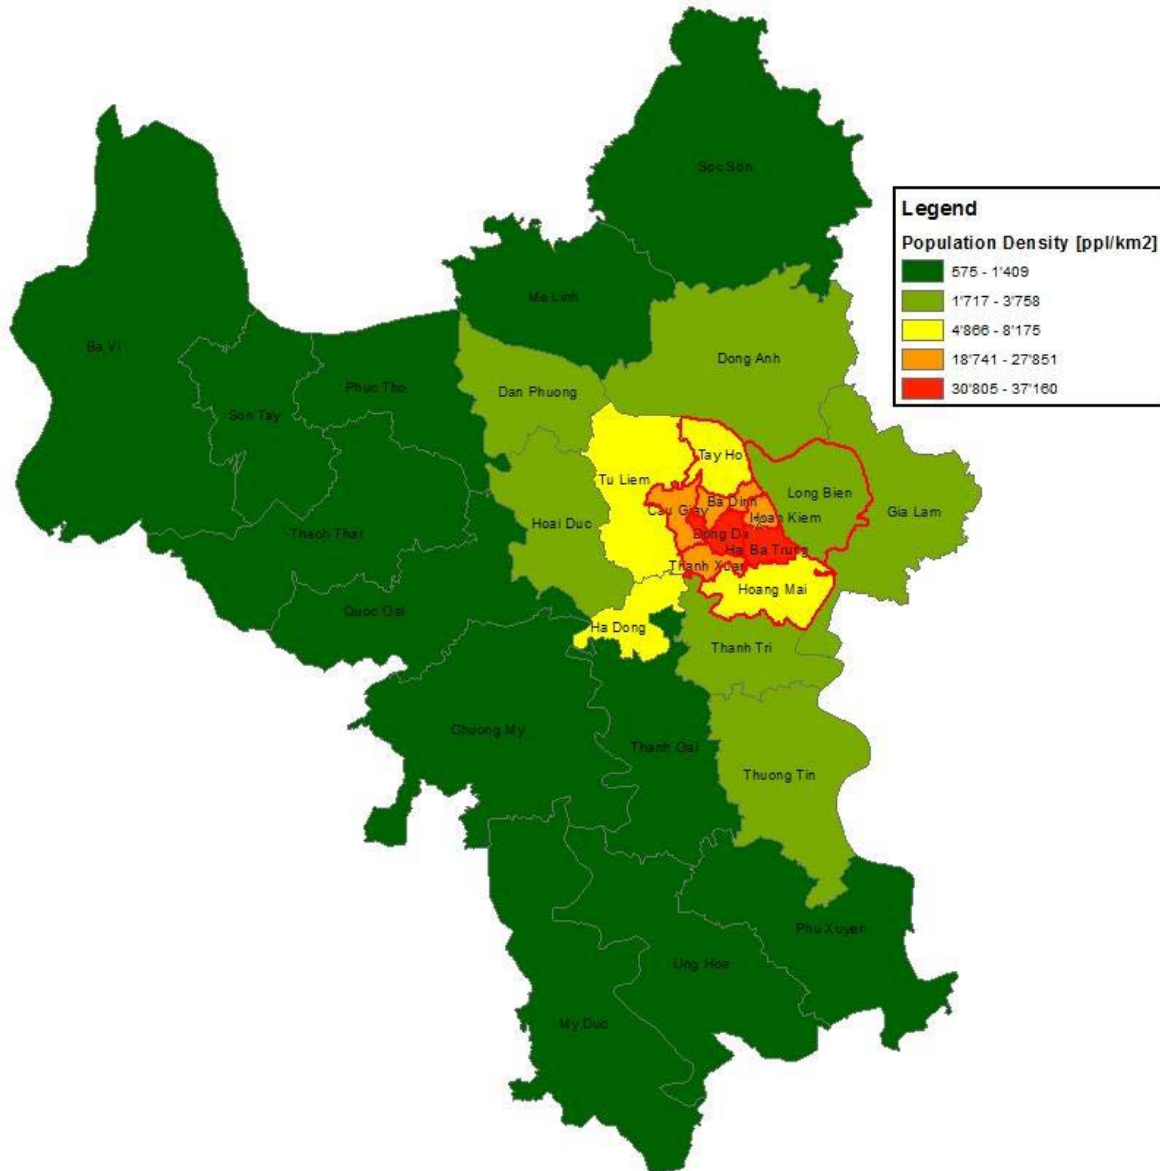 Soc Son
Legend
Population Density [ppl/km2]
575 - 1'409
1'717 - 3'758
4'866 - 8'175
18'741 - 27'851
30'805 - 37'160
Me Linh
Ba Vi
Dong Anh
Phuc Tho
Dan Phuong
Son Tay
Tay Ho
Tu Liem
Long Bien
Ba Dinh
Cau Giay
Gia Lam
Hoan Kiem
Hoai Duc
Thach That
Dong Da
Hai Ba Trung
Thanh Xuan
Hoang Mai
Quoc Oai
Ha Dong
Thanh Tri
Chuong My
Thanh Oai
Thuong Tin
Phu Xuyen
Ung Hoa
My Duc